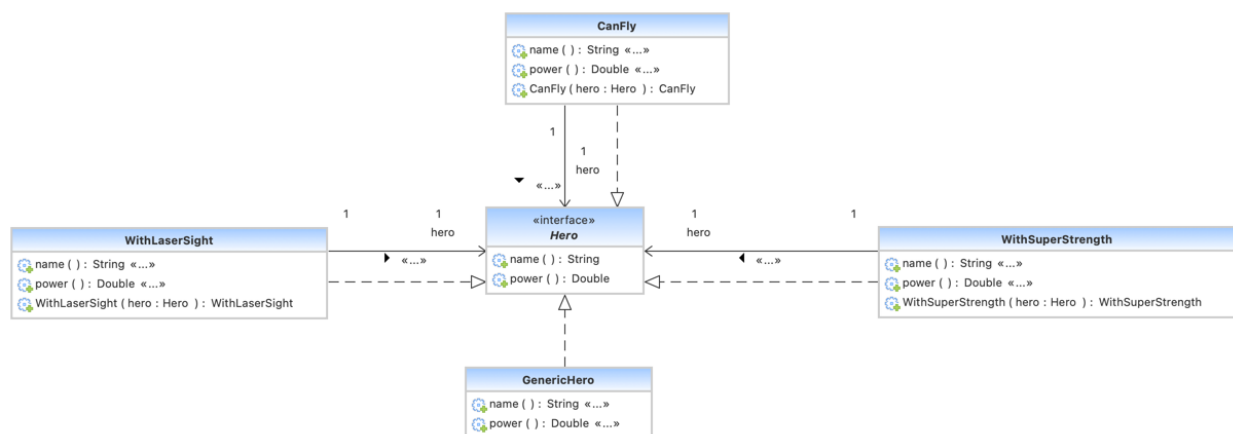 CanFly
name ( ) : String «...»
power ( ) : Double «...»
CanFly ( hero : Hero ) : CanFly
1
1
hero
«...»
1
1
hero
«...»
WithLaserSight
name ( ) : String «...»
power ( ) : Double «...»
WithLaserSight ( hero : Hero ) : WithLaserSight
«interface»
Hero
name ( ) : String
power ( ) : Double
1
1
hero
«...»
WithSuperStrength
name ( ) : String «...»
power ( ) : Double «...»
WithSuperStrength ( hero : Hero ) : WithSuperStrength
GenericHero
name ( ) : String «...»
power ( ) : Double «...»